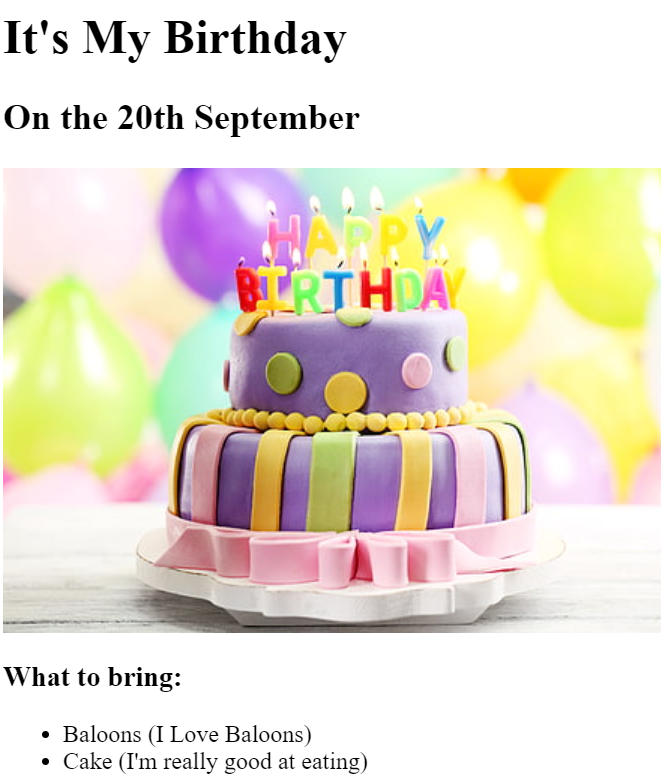 It's My Birthday
On the 20th September
HAPPY
BIRTHDAY
What to bring:
Baloons (I Love Baloons)
Cake (I'm really good at eating)